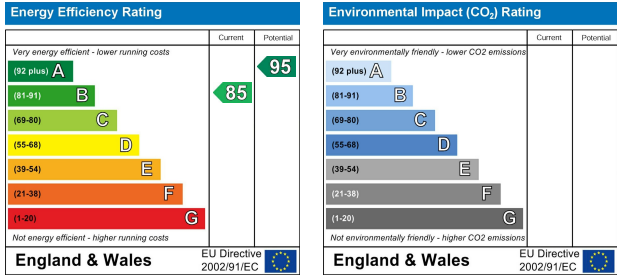 Energy Efficiency Rating
Current
Potential
Very energy efficient - lower running costs
(92 plus) A
(81-91) B
(69-80) C
(55-68) D
(39-54) E
(21-38) F
(1-20) G
85
95
Not energy efficient - higher running costs
England & Wales
EU Directive
2002/91/EC
Environmental Impact (CO₂) Rating
Current
Potential
Very environmentally friendly - lower CO2 emissions
(92 plus) A
(81-91) B
(69-80) C
(55-68) D
(39-54) E
(21-38) F
(1-20) G
Not environmentally friendly - higher CO2 emissions
England & Wales
EU Directive
2002/91/EC